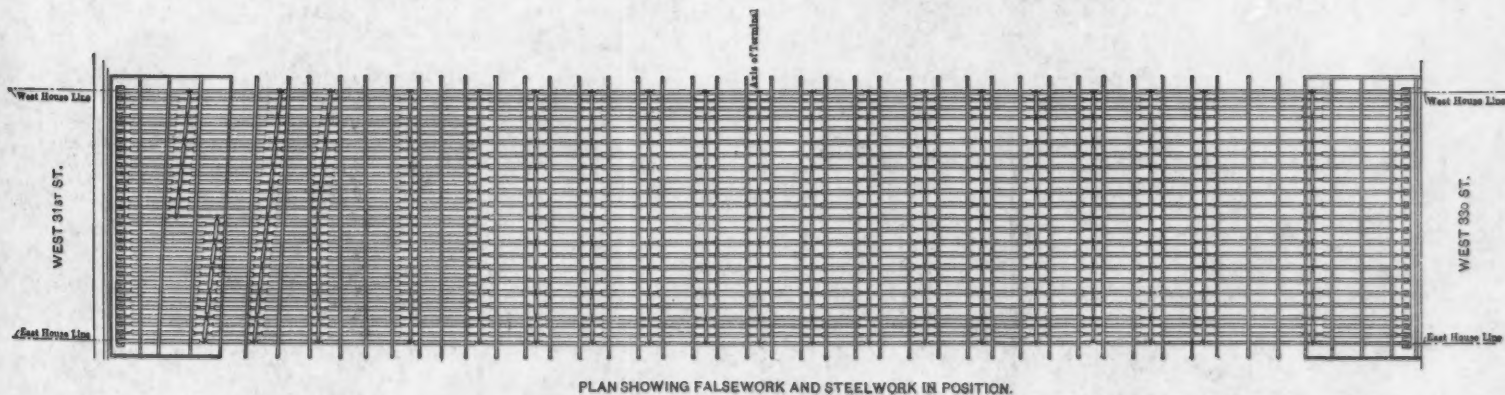 Axis of Terminal
West House Line
West House Line
WEST 31ST ST.
WEST 33D ST.
East House Line
East House Line
PLAN SHOWING FALSEWORK AND STEELWORK IN POSITION.